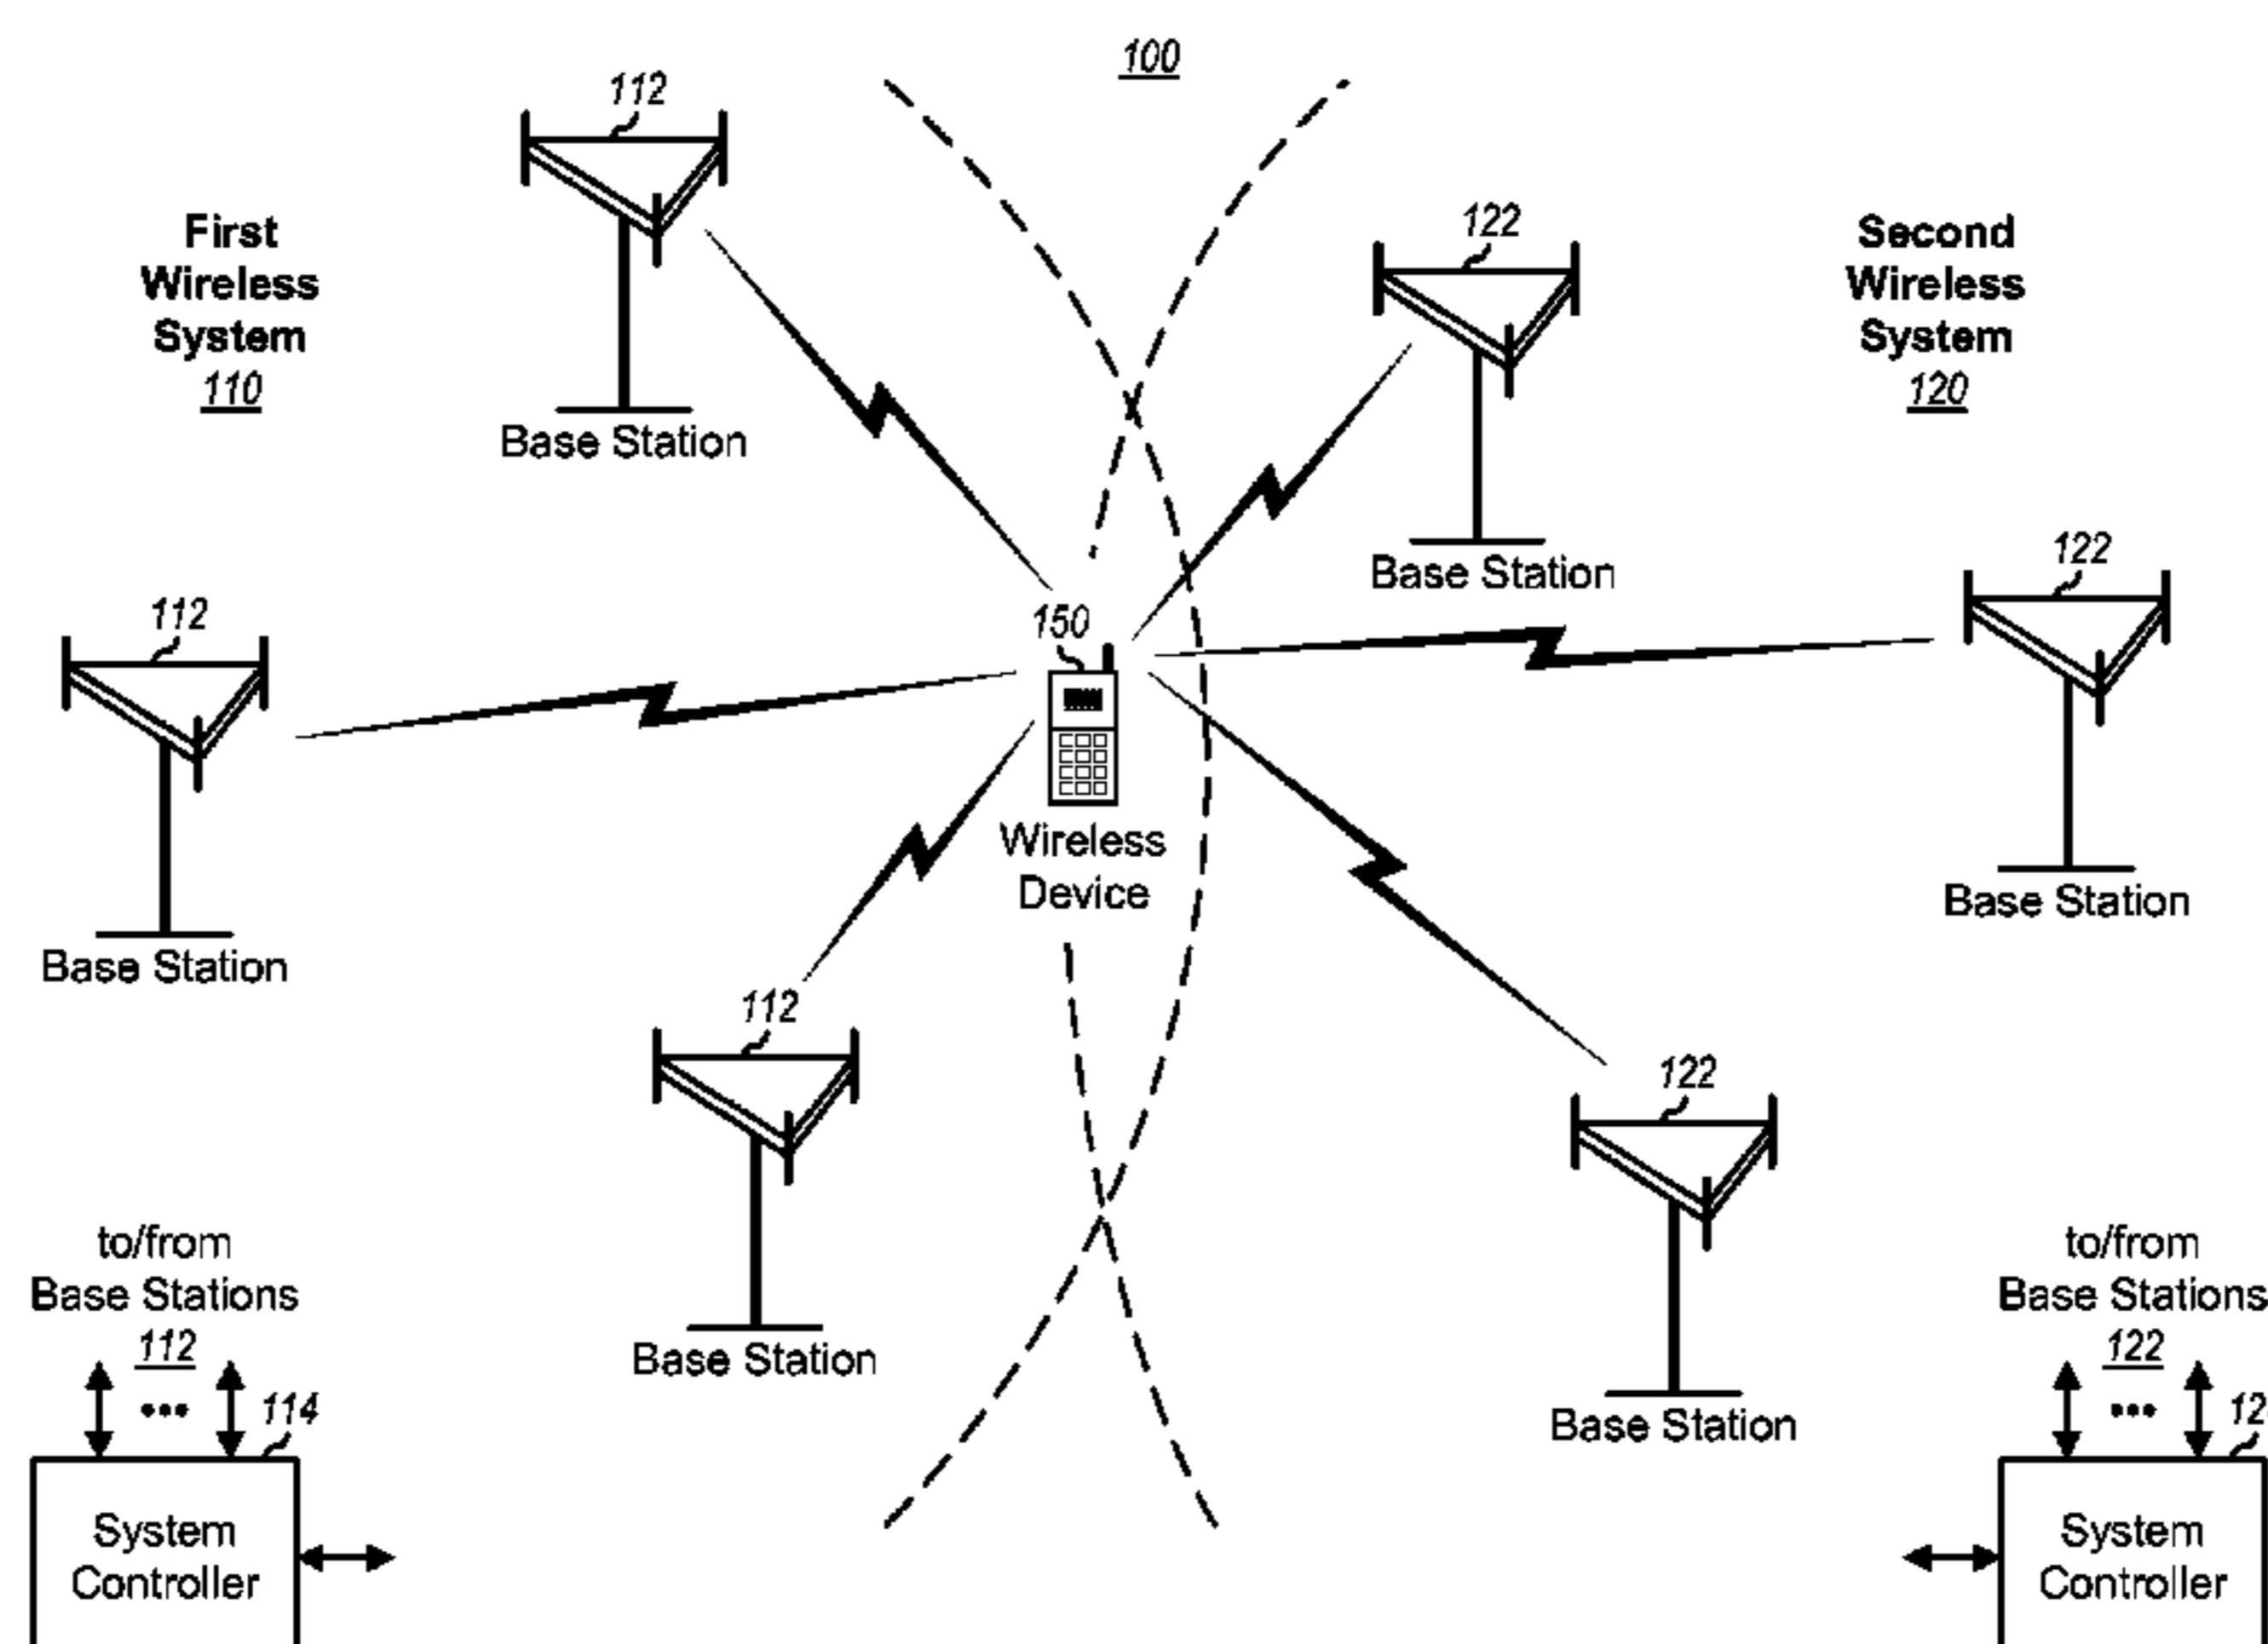 100
112
First
Wireless
System
110
Base Station
122
Second
Wireless
System
120
Base Station
112
Base Station
150
Wireless
Device
122
Base Station
112
Base Station
122
Base Station
to/from
Base Stations
112
114
System
Controller
to/from
Base Stations
122
12
System
Controller